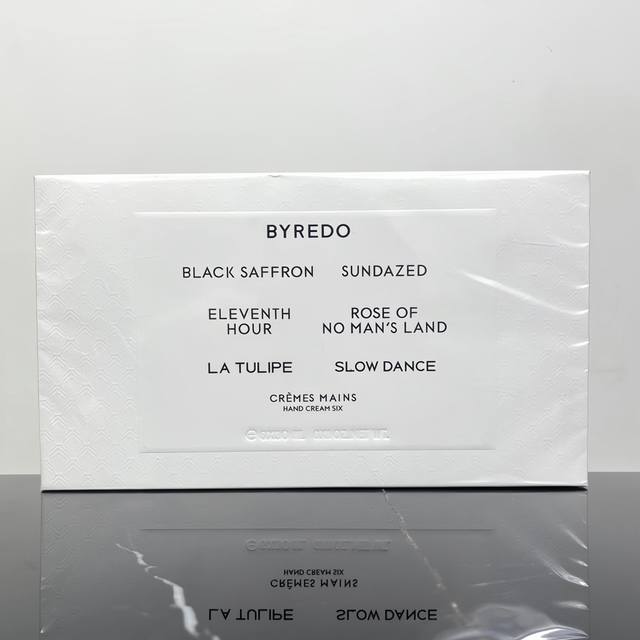 BYREDO
BLACK SAFFRON SUNDAZED
ELEVENTH HOUR
ROSE OF NO MAN'S LAND
LA TULIPE SLOW DANCE
CRÈMES MAINS
HAND CREAM SIX